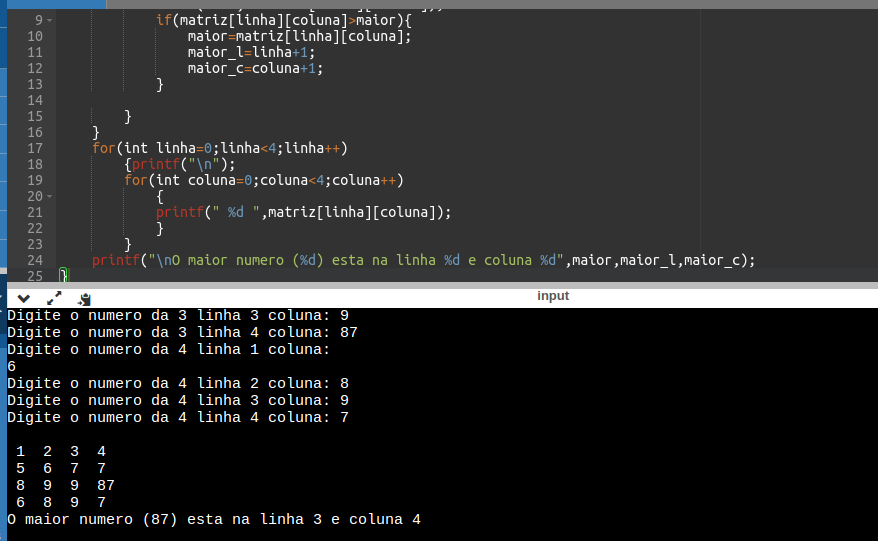 9 if(matriz[linha][coluna]>maior){
10 maior=matriz[linha][coluna];
11 maior_l=linha+1;
12 maior_c=coluna+1;
13 }
14
15 }
16 }
17 for(int linha=0;linha<4;linha++)
18 {printf("\n");
19 for(int coluna=0;coluna<4;coluna++)
20 {
21 printf(" %d ",matriz[linha][coluna]);
22 }
23 }
24 printf("\nO maior numero (%d) esta na linha %d e coluna %d",maior,maior_l,maior_c);
25 }
input
Digite o numero da 3 linha 3 coluna: 9
Digite o numero da 3 linha 4 coluna: 87
Digite o numero da 4 linha 1 coluna:
6
Digite o numero da 4 linha 2 coluna: 8
Digite o numero da 4 linha 3 coluna: 9
Digite o numero da 4 linha 4 coluna: 7
1 2 3 4
5 6 7 7
8 9 9 87
6 8 9 7
O maior numero (87) esta na linha 3 e coluna 4